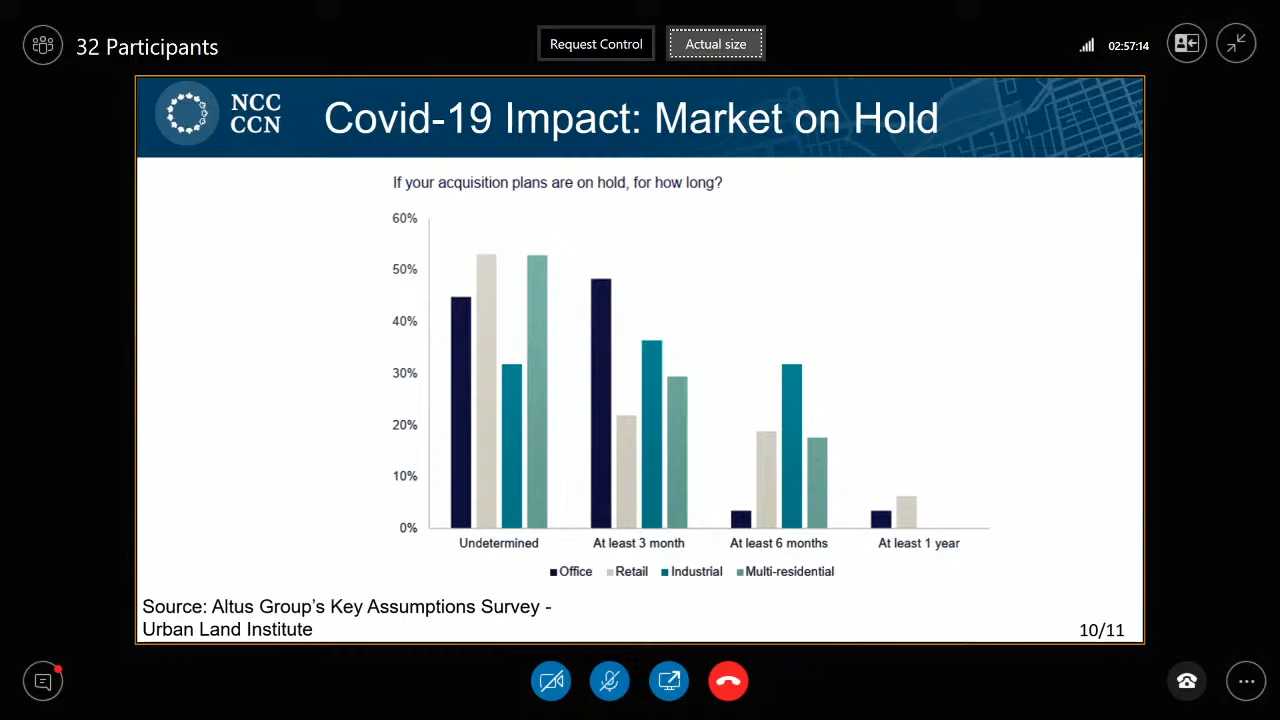 32 Participants
Request Control
Actual size
02:57:14
NCC
CCN
Covid-19 Impact: Market on Hold
If your acquisition plans are on hold, for how long?
60%
50%
40%
30%
20%
10%
0%
Undetermined
At least 3 month
At least 6 months
At least 1 year
Office
Retail
Industrial
Multi-residential
Source: Altus Group's Key Assumptions Survey -
Urban Land Institute
10/11